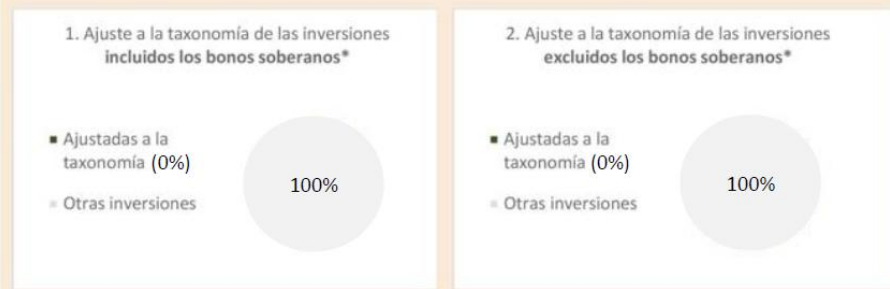 1. Ajuste a la taxonomía de las inversiones
incluidos los bonos soberanos*
Ajustadas a la
taxonomía (0%)
Otras inversiones
100%
2. Ajuste a la taxonomía de las inversiones
excluidos los bonos soberanos*
Ajustadas a la
taxonomía (0%)
Otras inversiones
100%